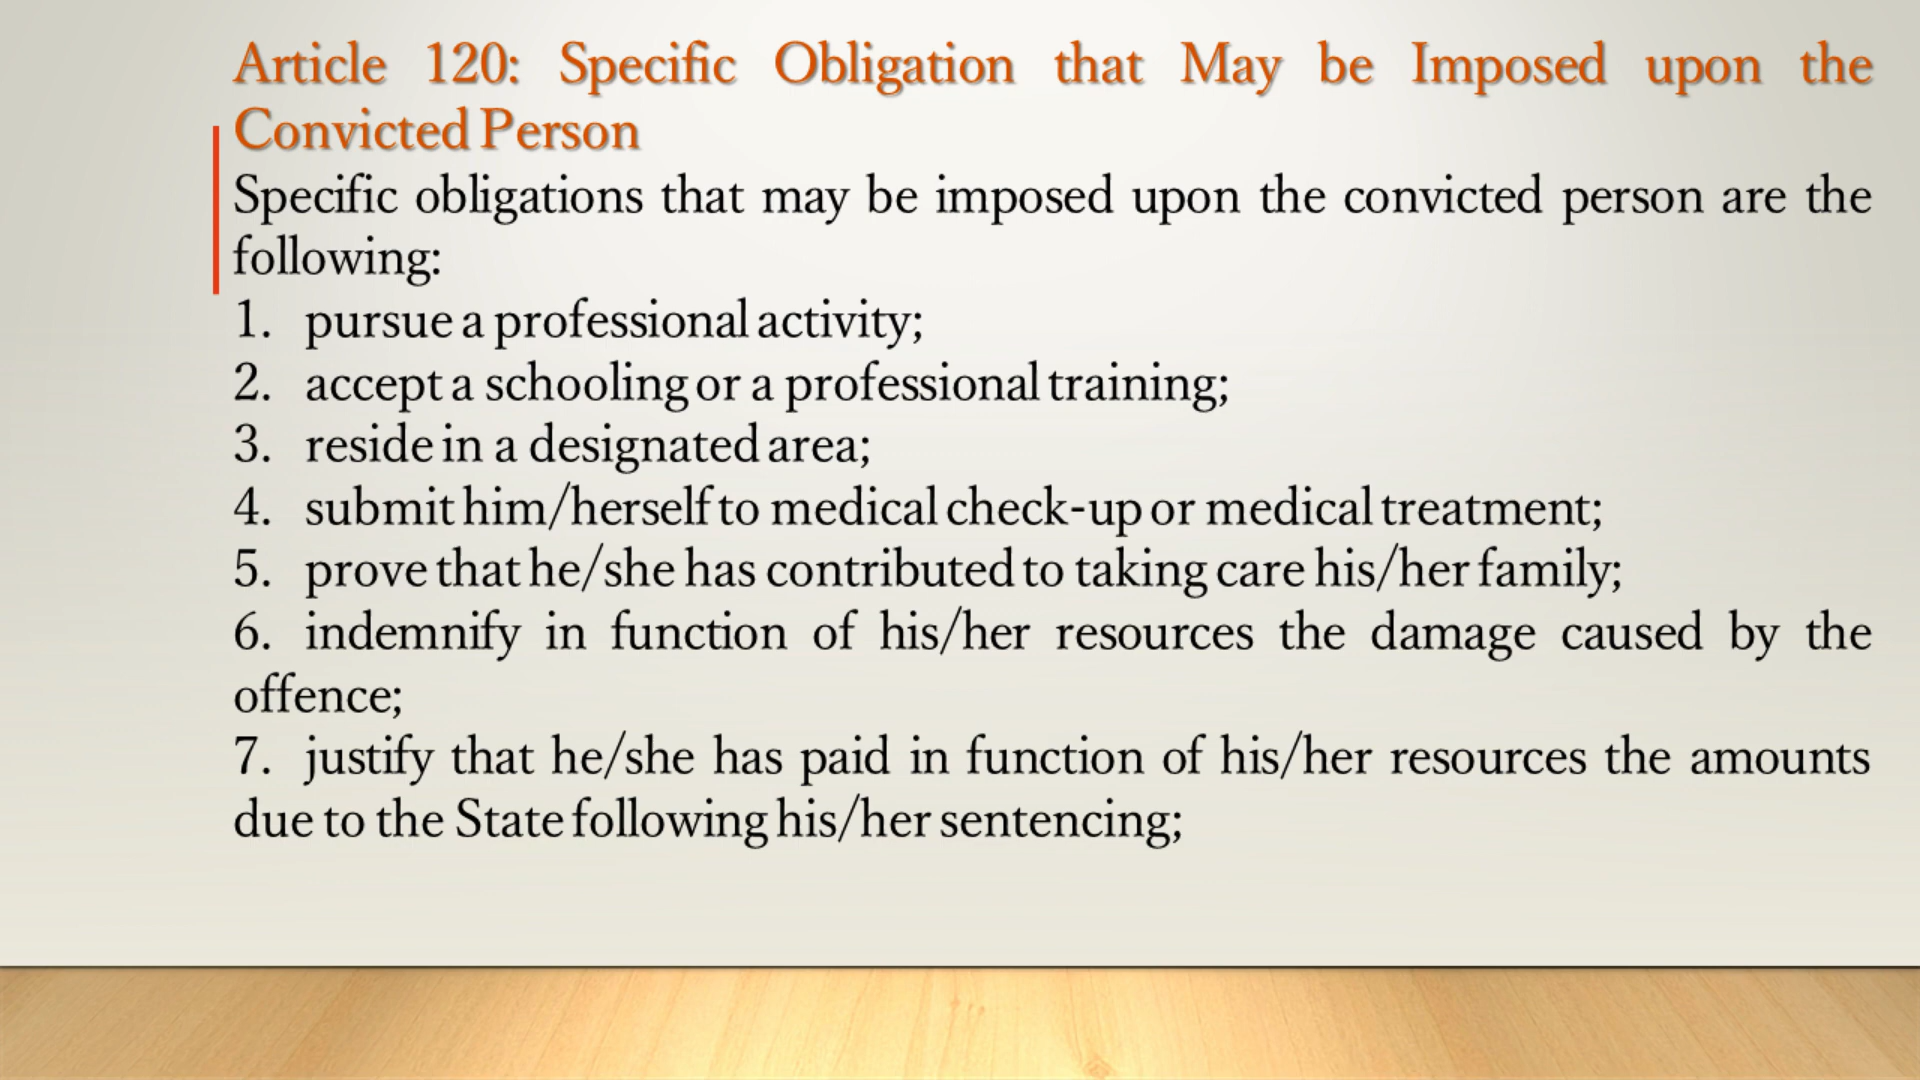 Article 120: Specific Obligation that May be Imposed upon the
Convicted Person
Specific obligations that may be imposed upon the convicted person are the
following:
1. pursue a professional activity;
2. accept a schooling or a professional training;
3. reside in a designated area;
4. submit him/herself to medical check-up or medical treatment;
5. prove that he/she has contributed to taking care his/her family;
6. indemnify in function of his/her resources the damage caused by the
offence;
7. justify that he/she has paid in function of his/her resources the amounts
due to the State following his/her sentencing;